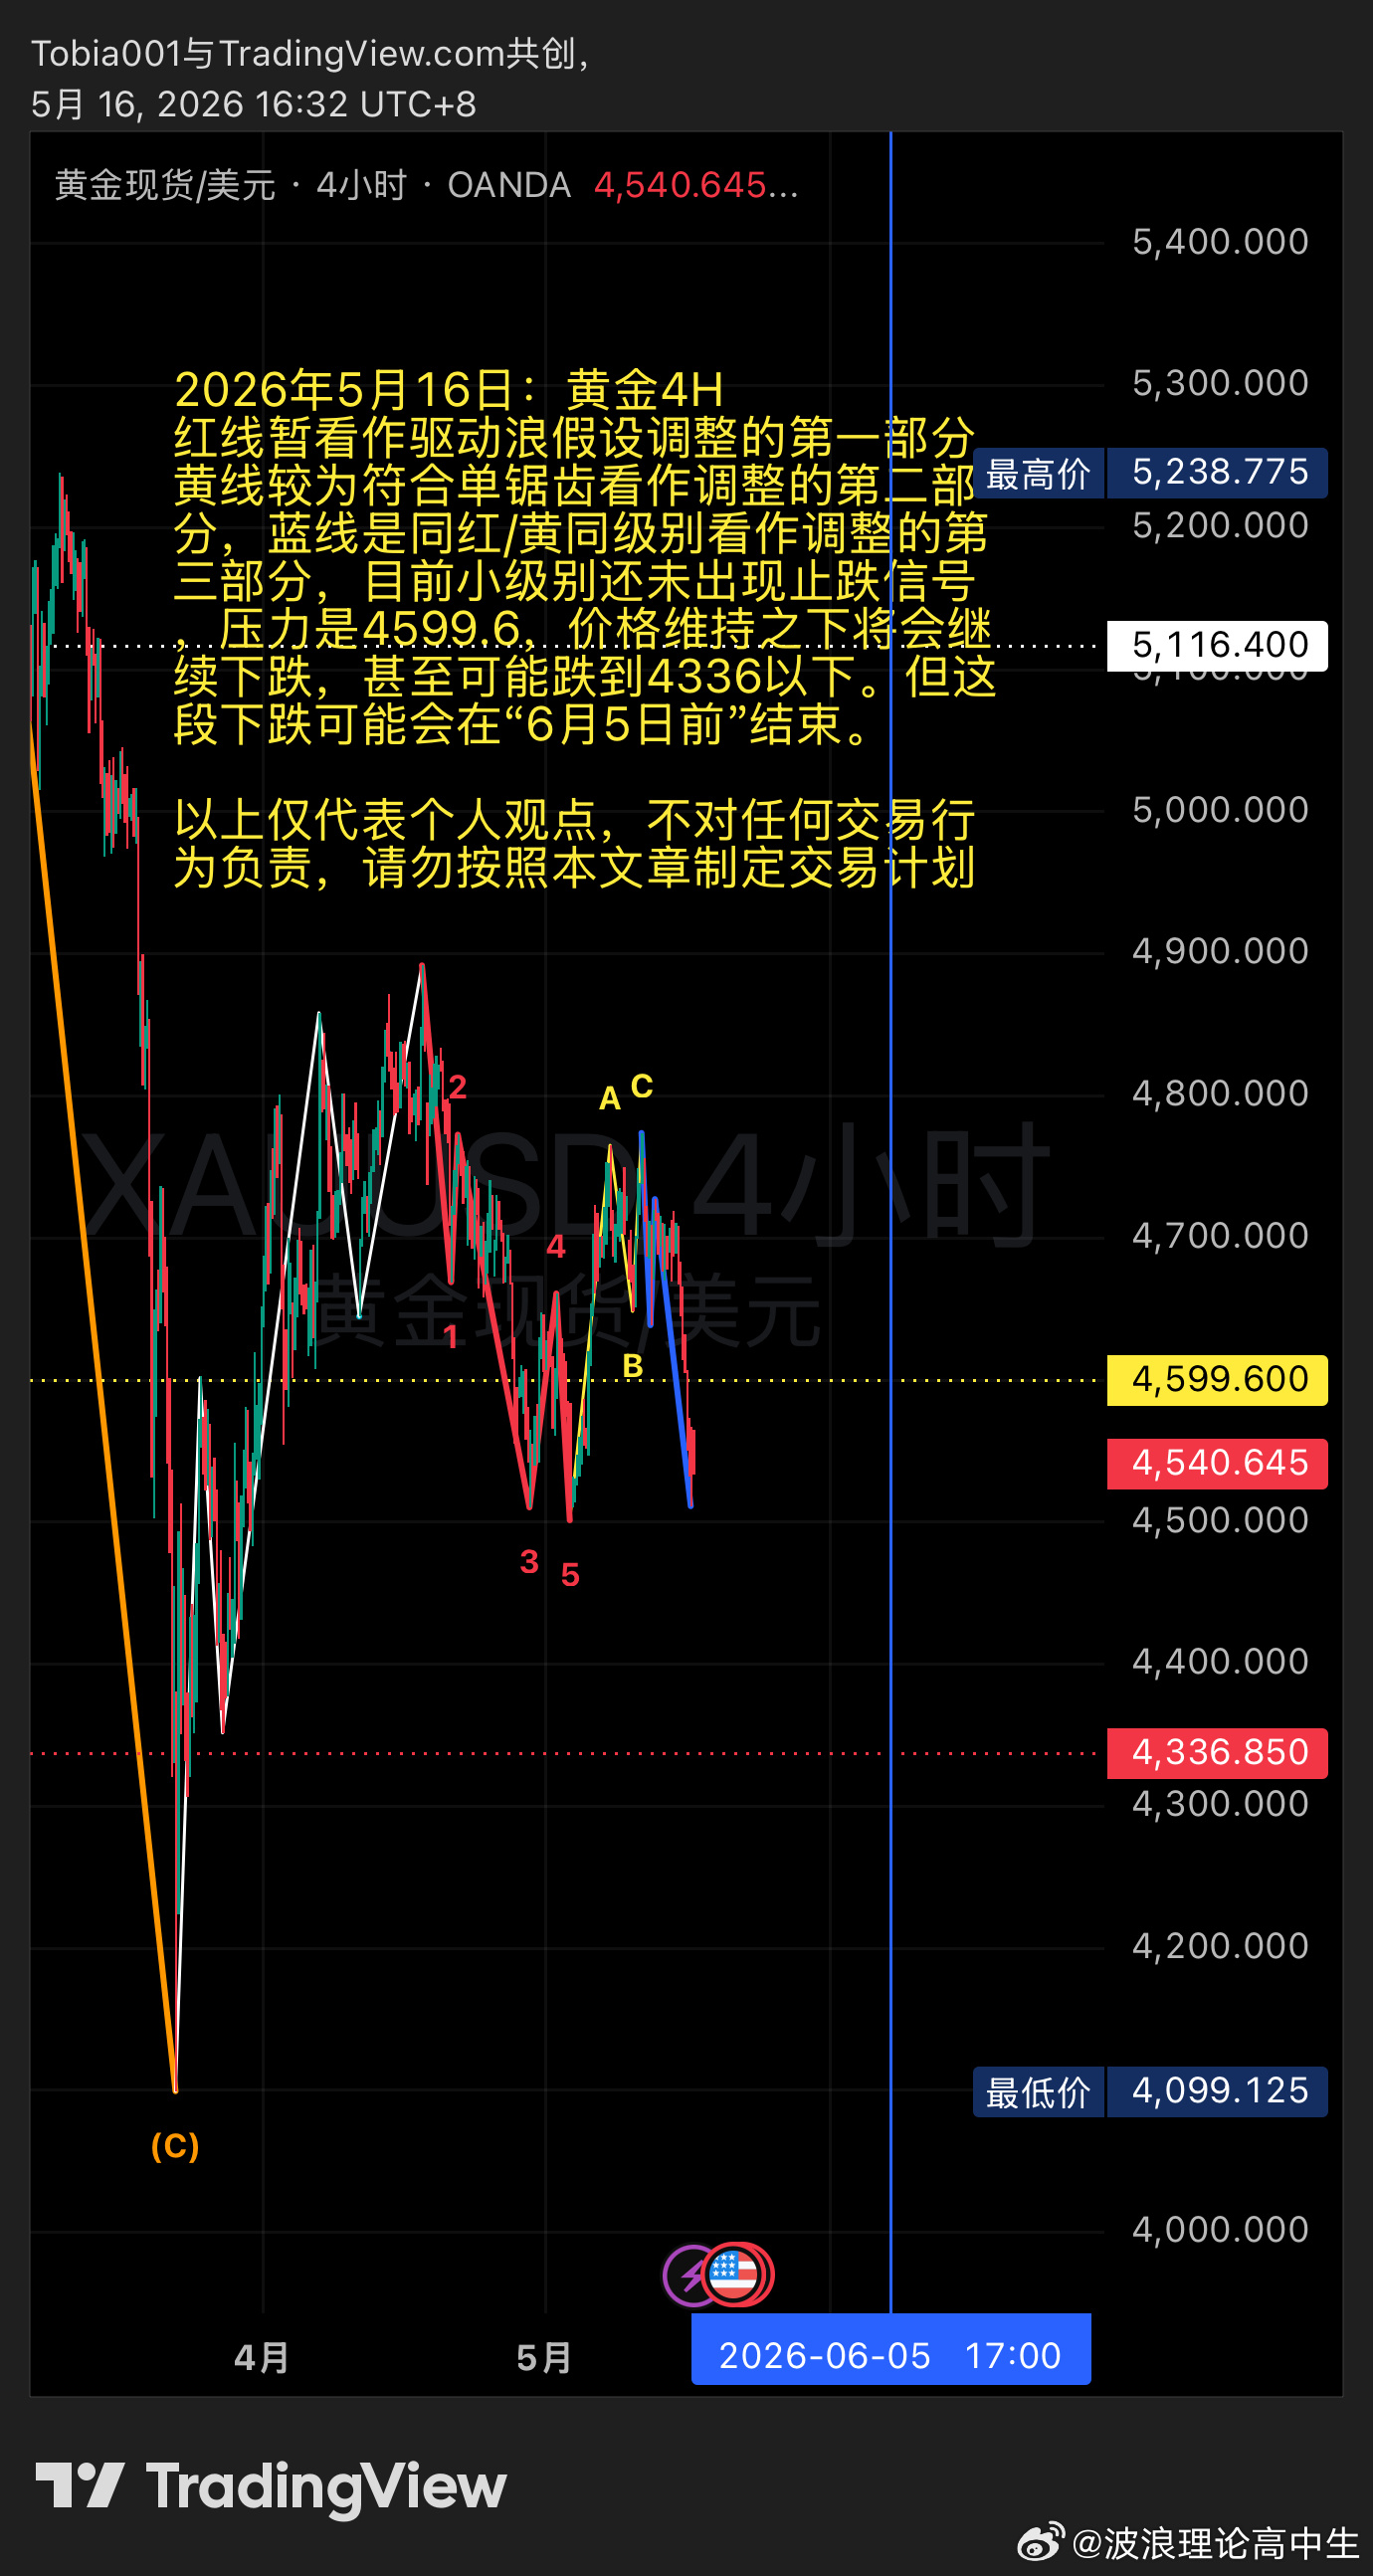 Tobia001与TradingView.com共创,
5月 16, 2026 16:32 UTC+8
黄金现货/美元 · 4小时 · OANDA 4,540.645...
5,400.000
5,300.000
2026年5月16日：黄金4H
红线暂看作驱动浪假设调整的第一部分
黄线较为符合单锯齿看作调整的第二部
分，蓝线是同红/黄同级别看作调整的第
三部分，目前小级别还未出现止跌信号
，压力是4599.6，价格维持之下将会继
续下跌，甚至可能跌到4336以下。但这
段下跌可能会在“6月5日前”结束。
以上仅代表个人观点，不对任何交易行
为负责，请勿按照本文章制定交易计划
最高价 5,238.775
5,200.000
5,116.400
5,100.000
5,000.000
4,900.000
4,800.000
4,700.000
XAUUSD, 4小时
黄金现货/美元
2
A
C
4
1
B
3
5
4,599.600
4,540.645
4,500.000
4,400.000
4,336.850
4,300.000
4,200.000
最低价 4,099.125
(C)
4,000.000
4月
5月
2026-06-05 17:00
TradingView
@波浪理论高中生